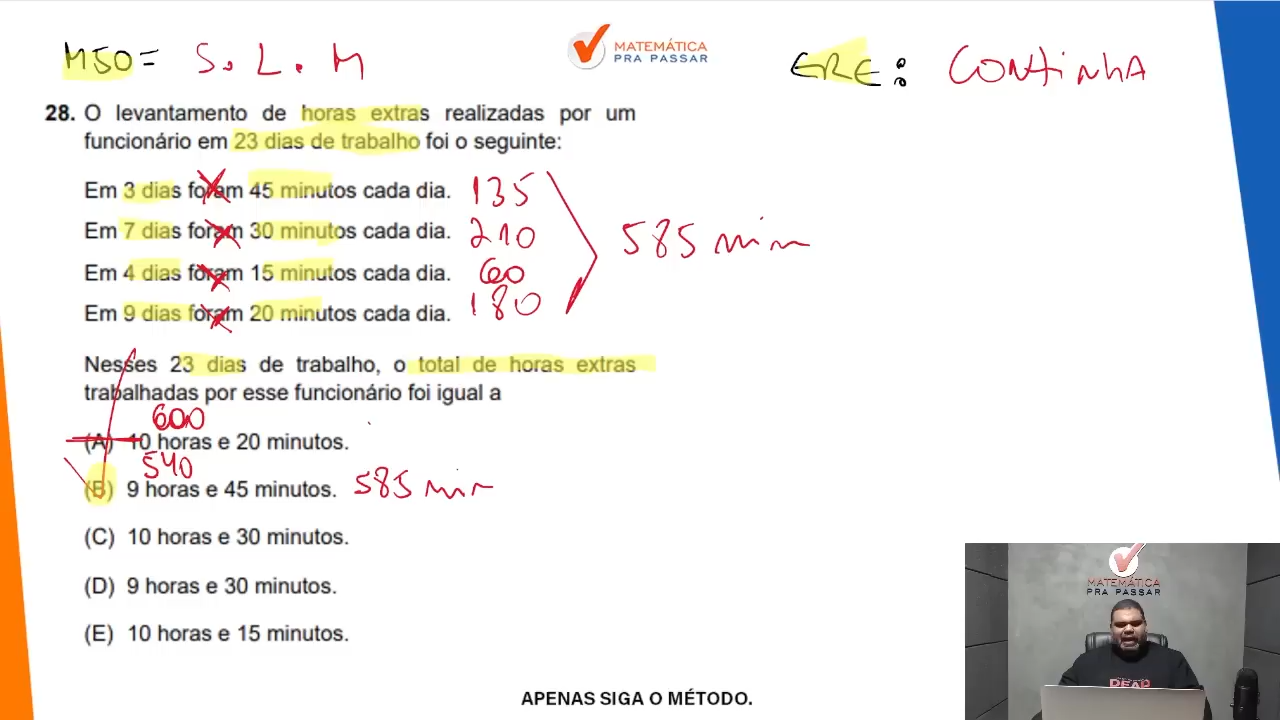 M50 = S. L. M
MATEMÁTICA
PRA PASSAR
ERE: CONTINHA
28. O levantamento de horas extras realizadas por um
funcionário em 23 dias de trabalho foi o seguinte:
Em 3 dias foram 45 minutos cada dia. 135
Em 7 dias foram 30 minutos cada dia. 210
585 min
Em 4 dias foram 15 minutos cada dia. 60
Em 9 dias foram 20 minutos cada dia. 180
Nesses 23 dias de trabalho, o total de horas extras
trabalhadas por esse funcionário foi igual a
600
(A) 10 horas e 20 minutos.
540
(B) 9 horas e 45 minutos. 585 min
(C) 10 horas e 30 minutos.
(D) 9 horas e 30 minutos.
(E) 10 horas e 15 minutos.
MATEMÁTICA
PRA PASSAR
APENAS SIGA O MÉTODO.